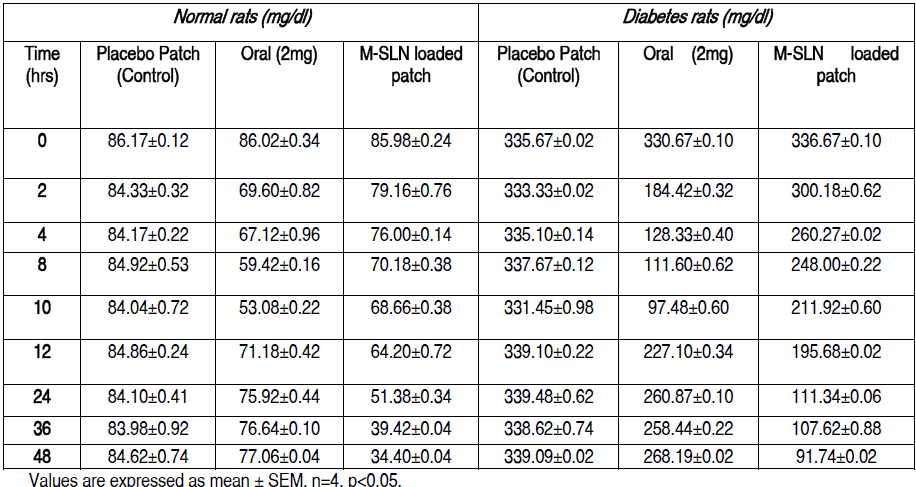 Normal rats (mg/dl) Diabetes rats (mg/dl)
Time (hrs) Placebo Patch (Control) Oral (2mg) M-SLN loaded patch Placebo Patch (Control) Oral (2mg) M-SLN loaded patch
0 86.17±0.12 86.02±0.34 85.98±0.24 335.67±0.02 330.67±0.10 336.67±0.10
2 84.33±0.32 69.60±0.82 79.16±0.76 333.33±0.02 184.42±0.32 300.18±0.62
4 84.17±0.22 67.12±0.96 76.00±0.14 335.10±0.14 128.33±0.40 260.27±0.02
8 84.92±0.53 59.42±0.16 70.18±0.38 337.67±0.12 111.60±0.62 248.00±0.22
10 84.04±0.72 53.08±0.22 68.66±0.38 331.45±0.98 97.48±0.60 211.92±0.60
12 84.86±0.24 71.18±0.42 64.20±0.72 339.10±0.22 227.10±0.34 195.68±0.02
24 84.10±0.41 75.92±0.44 51.38±0.34 339.48±0.62 260.87±0.10 111.34±0.06
36 83.98±0.92 76.64±0.10 39.42±0.04 338.62±0.74 258.44±0.22 107.62±0.88
48 84.62±0.74 77.06±0.04 34.40±0.04 339.09±0.02 268.19±0.02 91.74±0.02
Values are expressed as mean ± SEM. n=4. p<0.05.